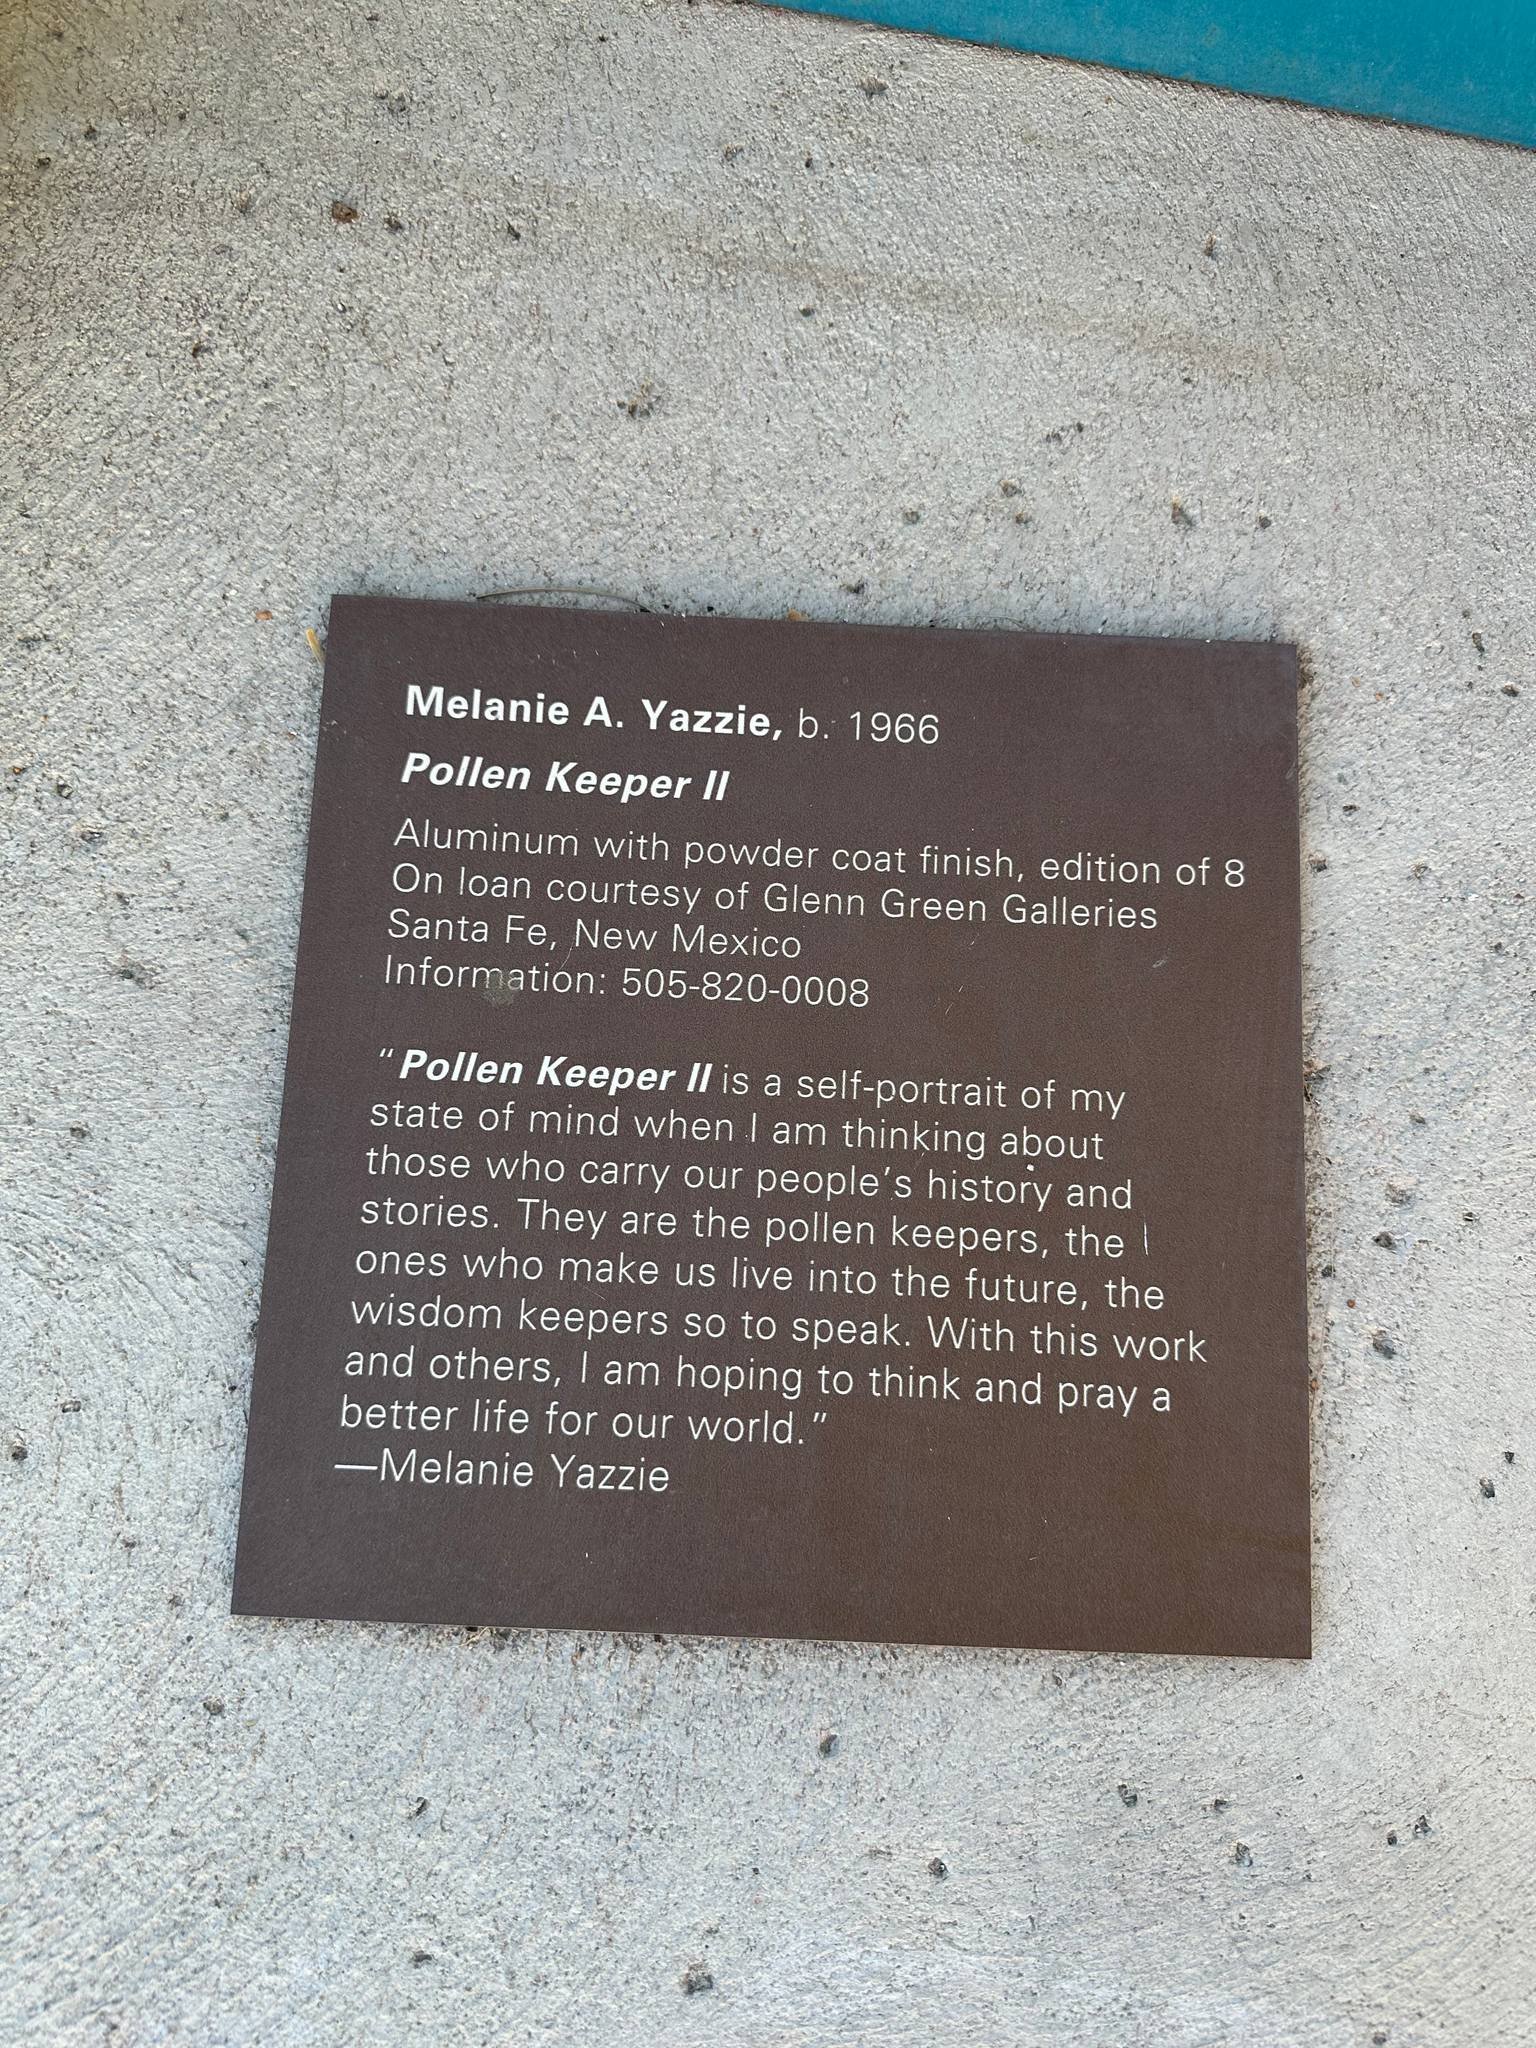 Melanie A. Yazzie, b. 1966
Pollen Keeper II
Aluminum with powder coat finish, edition of 8
On loan courtesy of Glenn Green Galleries
Santa Fe, New Mexico
Information: 505-820-0008
“Pollen Keeper II is a self-portrait of my
state of mind when I am thinking about
those who carry our people’s history and
stories. They are the pollen keepers, the
ones who make us live into the future, the
wisdom keepers so to speak. With this work
and others, I am hoping to think and pray a
better life for our world.”
—Melanie Yazzie